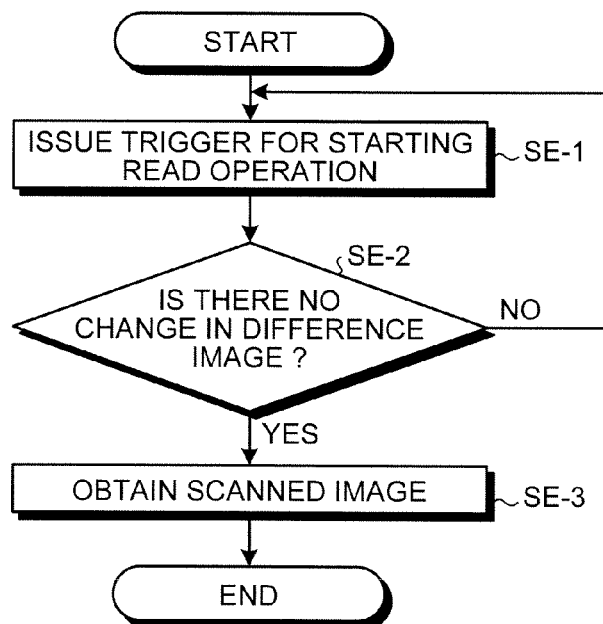 START
ISSUE TRIGGER FOR STARTING
READ OPERATION
SE-1
SE-2
IS THERE NO
CHANGE IN DIFFERENCE
IMAGE ?
NO
YES
OBTAIN SCANNED IMAGE
SE-3
END